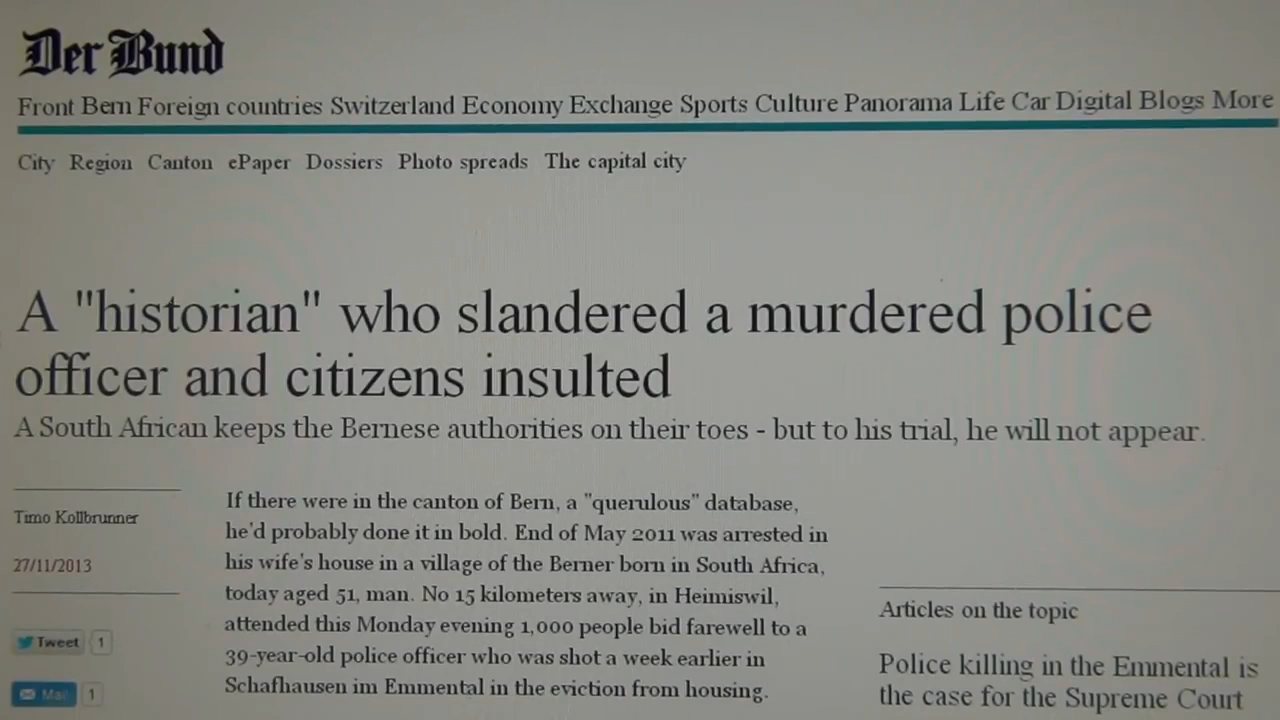 Der Bund
Front Bern Foreign countries Switzerland Economy Exchange Sports Culture Panorama Life Car Digital Blogs More
City Region Canton ePaper Dossiers Photo spreads The capital city
A "historian" who slandered a murdered police
officer and citizens insulted
A South African keeps the Bernese authorities on their toes - but to his trial, he will not appear.
Timo Kollbrunner
27/11/2013
Tweet 1
Mail 1
If there were in the canton of Bern, a "querulous" database,
he'd probably done it in bold. End of May 2011 was arrested in
his wife's house in a village of the Berner born in South Africa,
today aged 51, man. No 15 kilometers away, in Heimiswil,
attended this Monday evening 1,000 people bid farewell to a
39-year-old police officer who was shot a week earlier in
Schafhausen im Emmental in the eviction from housing.
Articles on the topic
Police killing in the Emmental is
the case for the Supreme Court